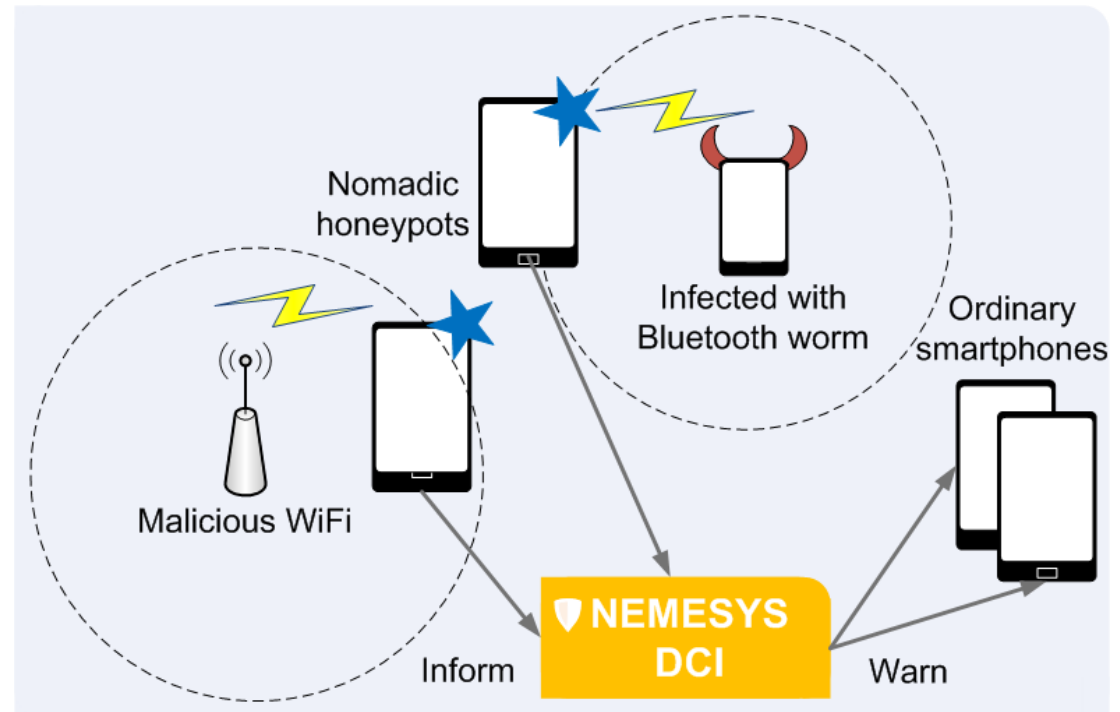 Nomadic
honeypots
Infected with
Bluetooth worm
Ordinary
smartphones
Malicious WiFi
NEMESYS
DCI
Inform
Warn